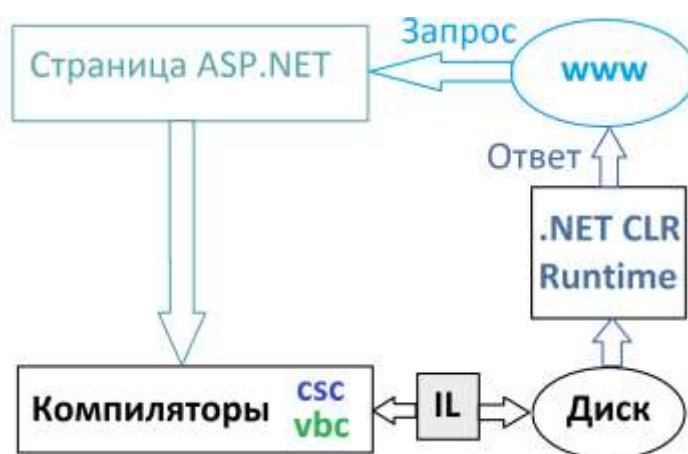 Запрос
Страница ASP.NET
www
Ответ
.NET CLR
Runtime
Компиляторы
csc
vbc
IL
Диск